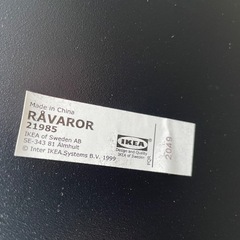 Made in China
RÅVAROR
21985
IKEA of Sweden AB
SE-343 81 Älmhult
© Inter IKEA Systems B.V. 1999
IKEA
Design and Quality
IKEA of Sweden
2049